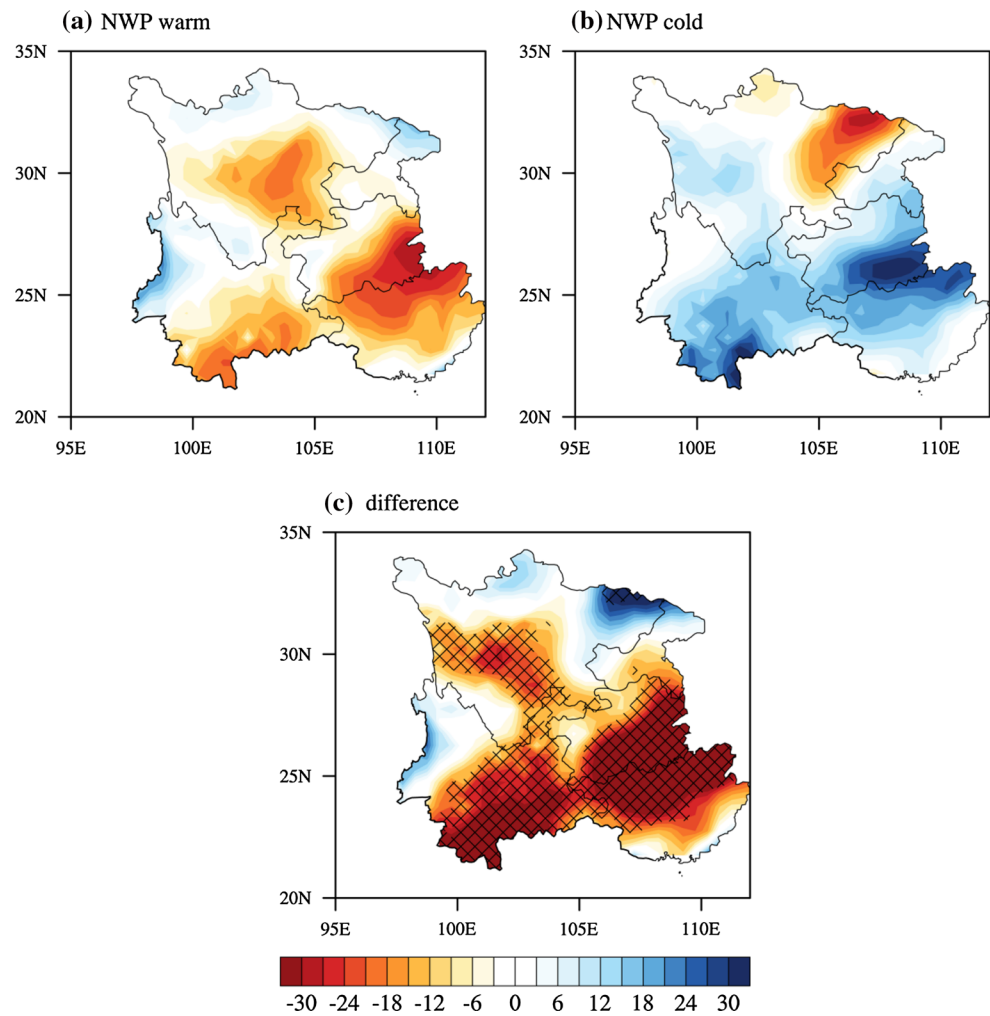 (a) NWP warm
35N
30N
25N
20N
95E 100E 105E 110E
(b) NWP cold
35N
30N
25N
20N
95E 100E 105E 110E
(c) difference
35N
30N
25N
20N
95E 100E 105E 110E
-30 -24 -18 -12 -6 0 6 12 18 24 30